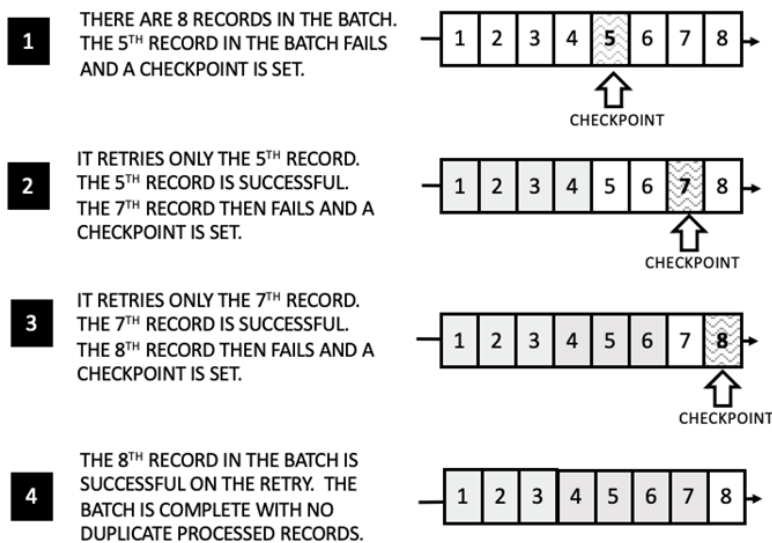 1
THERE ARE 8 RECORDS IN THE BATCH.
THE 5TH RECORD IN THE BATCH FAILS
AND A CHECKPOINT IS SET.
1 2 3 4 5 6 7 8
CHECKPOINT
2
IT RETRIES ONLY THE 5TH RECORD.
THE 5TH RECORD IS SUCCESSFUL.
THE 7TH RECORD THEN FAILS AND A
CHECKPOINT IS SET.
1 2 3 4 5 6 7 8
CHECKPOINT
3
IT RETRIES ONLY THE 7TH RECORD.
THE 7TH RECORD IS SUCCESSFUL.
THE 8TH RECORD THEN FAILS AND A
CHECKPOINT IS SET.
1 2 3 4 5 6 7 8
CHECKPOINT
4
THE 8TH RECORD IN THE BATCH IS
SUCCESSFUL ON THE RETRY. THE
BATCH IS COMPLETE WITH NO
DUPLICATE PROCESSED RECORDS.
1 2 3 4 5 6 7 8